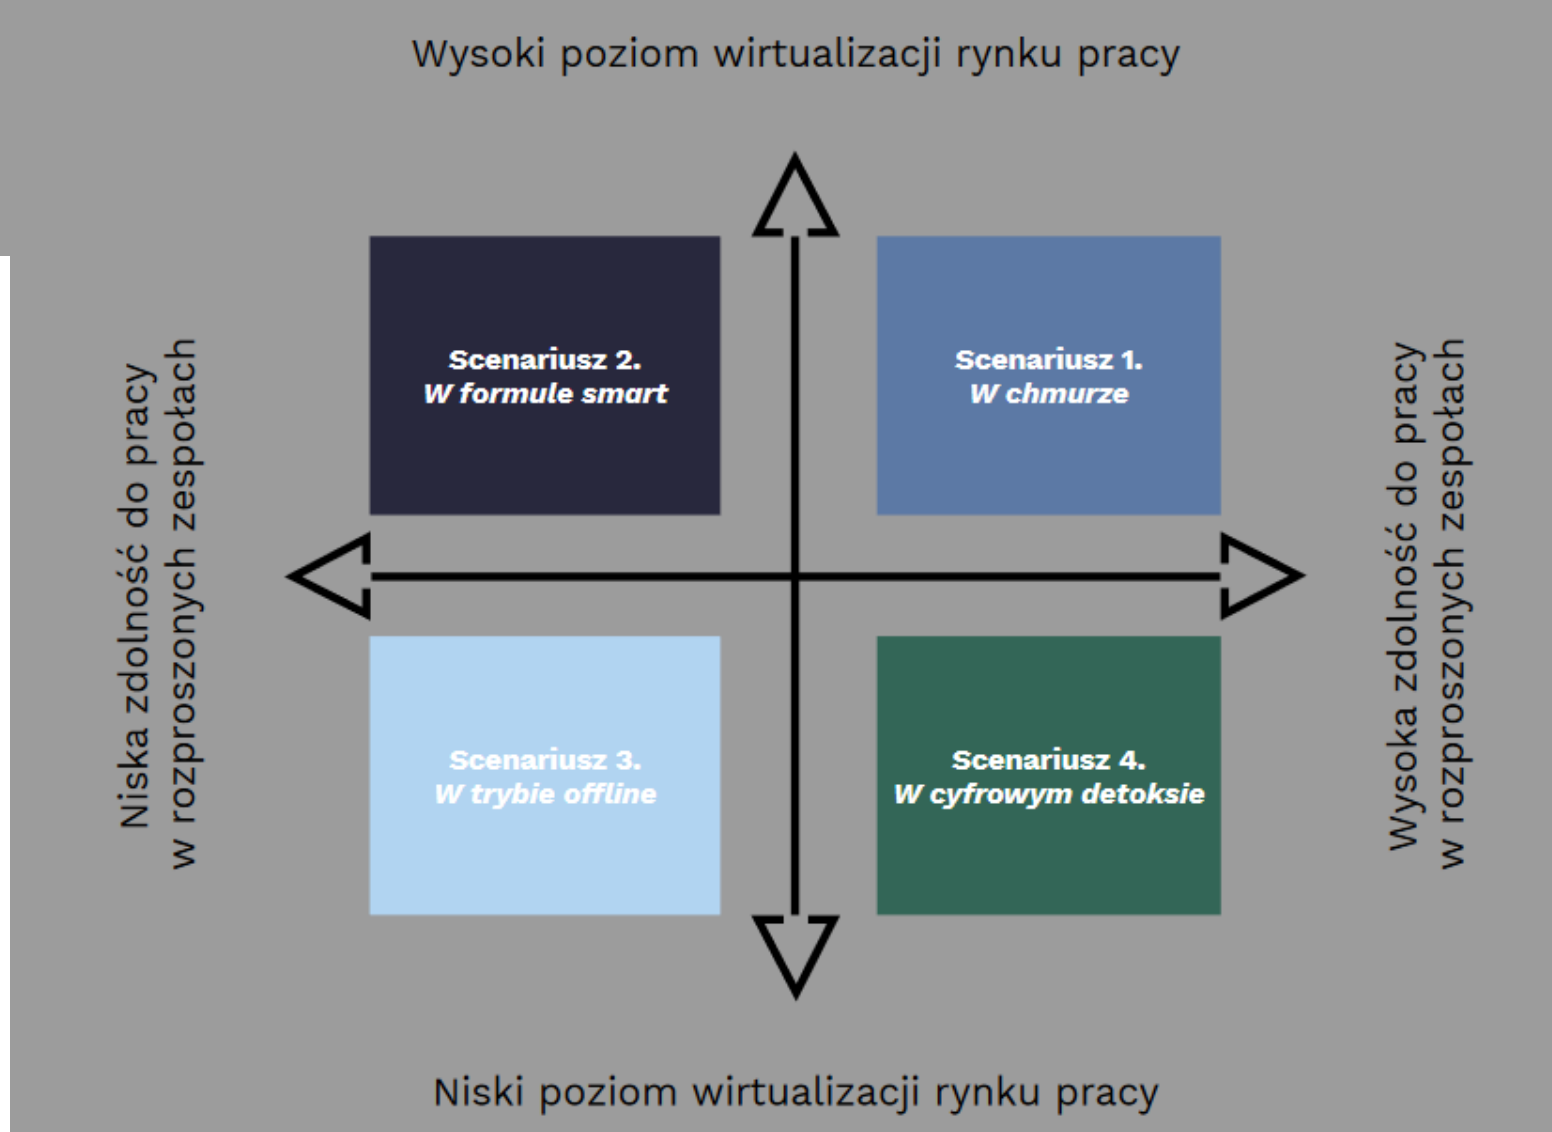 Wysoki poziom wirtualizacji rynku pracy
Niska zdolność do pracy
w rozproszonych zespołach
Scenariusz 2.
W formule smart
Scenariusz 1.
W chmurze
Wysoka zdolność do pracy
w rozproszonych zespołach
Scenariusz 3.
W trybie offline
Scenariusz 4.
W cyfrowym detoksie
Niski poziom wirtualizacji rynku pracy